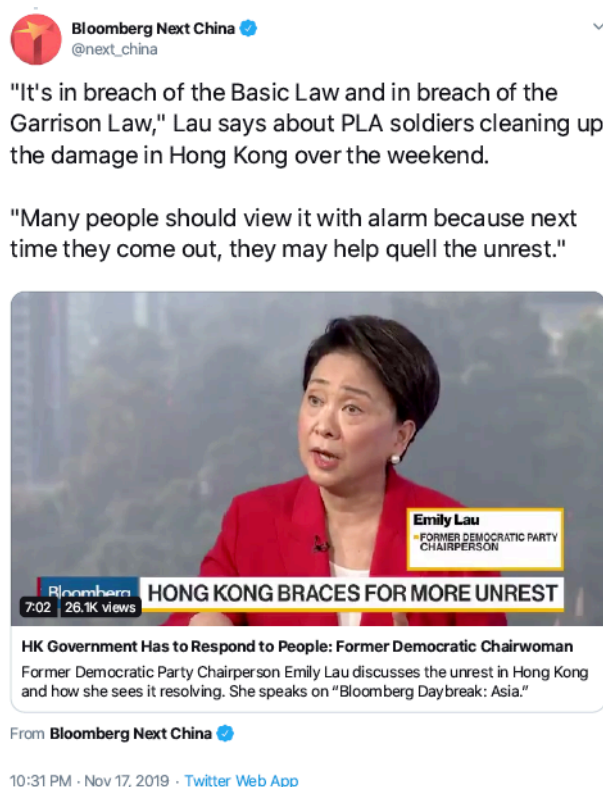 Bloomberg Next China
@next_china
"It's in breach of the Basic Law and in breach of the
Garrison Law," Lau says about PLA soldiers cleaning up
the damage in Hong Kong over the weekend.
"Many people should view it with alarm because next
time they come out, they may help quell the unrest."
Emily Lau
FORMER DEMOCRATIC PARTY
CHAIRPERSON
Bloomberg
HONG KONG BRACES FOR MORE UNREST
7:02 26.1K views
HK Government Has to Respond to People: Former Democratic Chairwoman
Former Democratic Party Chairperson Emily Lau discusses the unrest in Hong Kong
and how she sees it resolving. She speaks on “Bloomberg Daybreak: Asia.”
From Bloomberg Next China
10:31 PM · Nov 17, 2019 · Twitter Web App